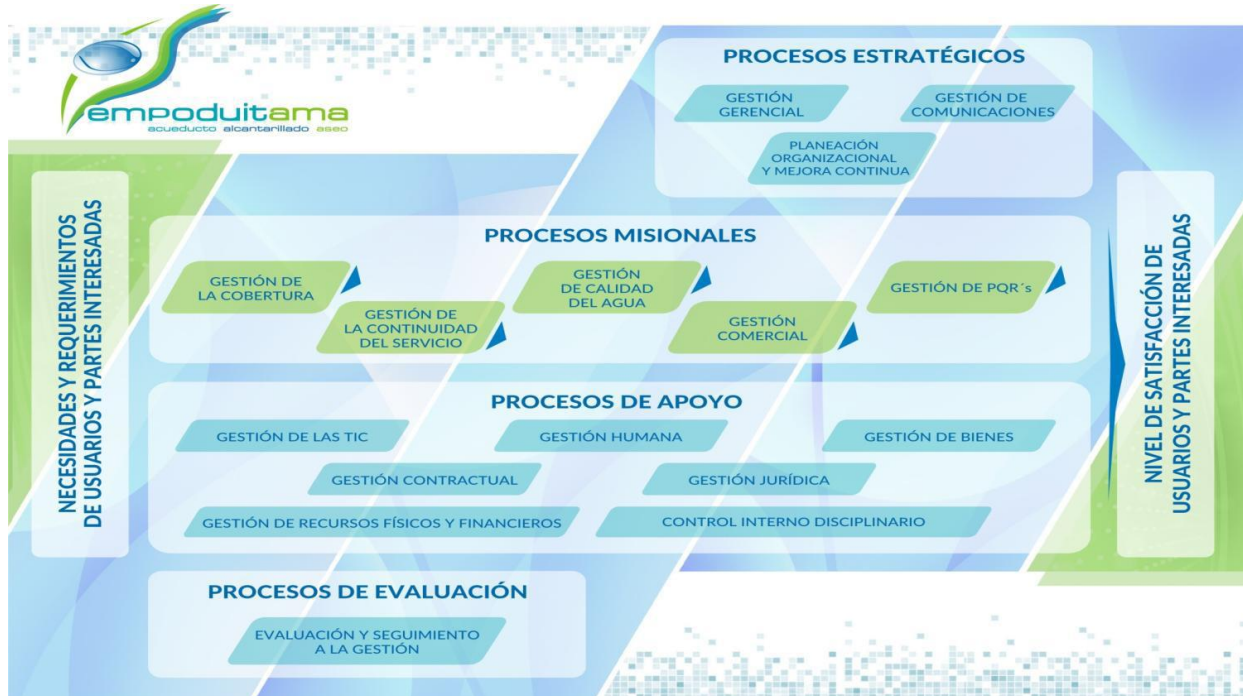 empoduitama
acueducto alcantarillado aseo
NECESIDADES Y REQUERIMIENTOS
DE USUARIOS Y PARTES INTERESADAS
PROCESOS ESTRATÉGICOS
GESTIÓN
GERENCIAL
GESTIÓN DE
COMUNICACIONES
PLANEACIÓN
ORGANIZACIONAL
Y MEJORA CONTINUA
PROCESOS MISIONALES
GESTIÓN DE
LA COBERTURA
GESTIÓN DE
LA CONTINUIDAD
DEL SERVICIO
GESTIÓN
DE CALIDAD
DEL AGUA
GESTIÓN
COMERCIAL
GESTIÓN DE PQR´s
PROCESOS DE APOYO
GESTIÓN DE LAS TIC
GESTIÓN HUMANA
GESTIÓN DE BIENES
GESTIÓN CONTRACTUAL
GESTIÓN JURÍDICA
GESTIÓN DE RECURSOS FÍSICOS Y FINANCIEROS
CONTROL INTERNO DISCIPLINARIO
PROCESOS DE EVALUACIÓN
EVALUACIÓN Y SEGUIMIENTO
A LA GESTIÓN
NIVEL DE SATISFACCIÓN DE
USUARIOS Y PARTES INTERESADAS